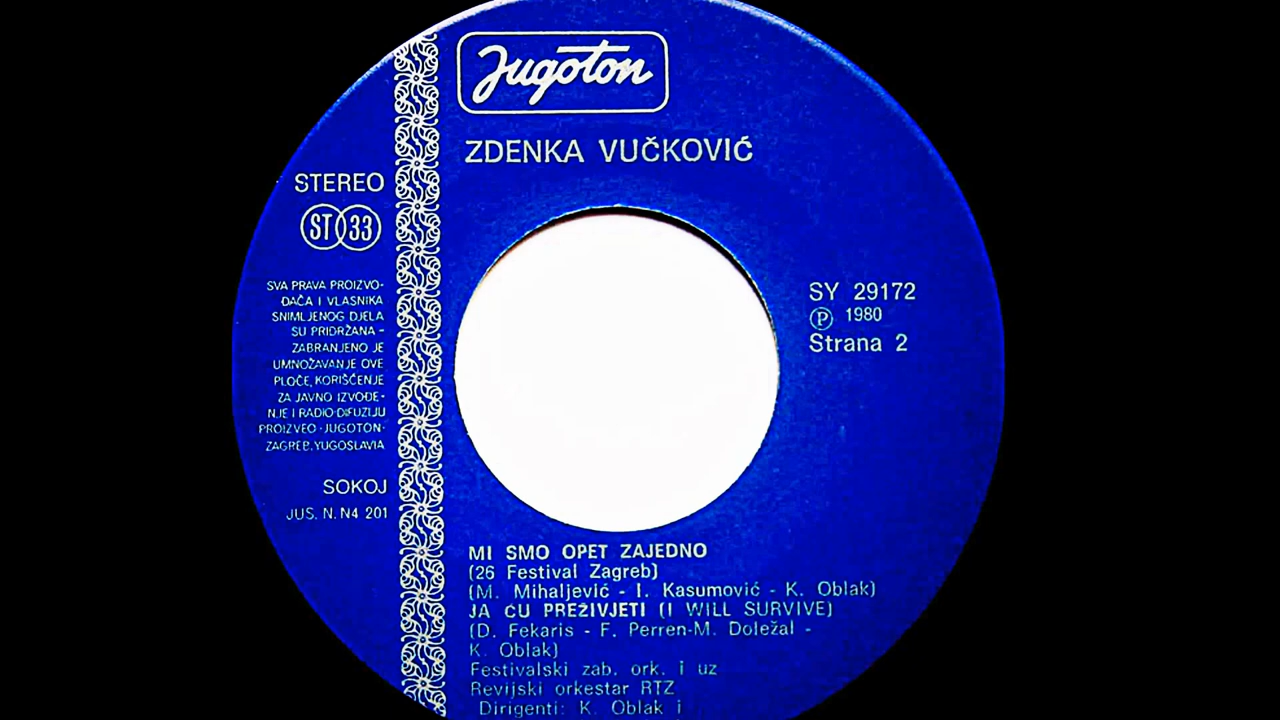 Jugoton
ZDENKA VUČKOVIĆ
STEREO
ST 33
SVA PRAVA PROIZVO-
ĐAČA I VLASNIKA
SNIMLJENOG DJELA
SU PRIDRŽANA -
ZABRANJENO JE
UMNOŽAVANJE OVE
PLOČE, KORIŠČENJE
ZA JAVNO IZVOĐE-
NJE I RADIO-DIFUZIJU
PROIZVEO-JUGOTON-
ZAGREB, YUGOSLAVIA
SOKOJ
JUS. N. N4 201
SY 29172
Ⓟ 1980
Strana 2
MI SMO OPET ZAJEDNO
(26 Festival Zagreb)
(M. Mihaljević - I. Kasumović - K. Oblak)
JA ĆU PREŽIVJETI (I WILL SURVIVE)
(D. Fekaris - F. Perren-M. Doležal -
K. Oblak)
Festivalski zab. ork. i uz
Revijski orkestar RTZ
Dirigenti: K. Oblak i